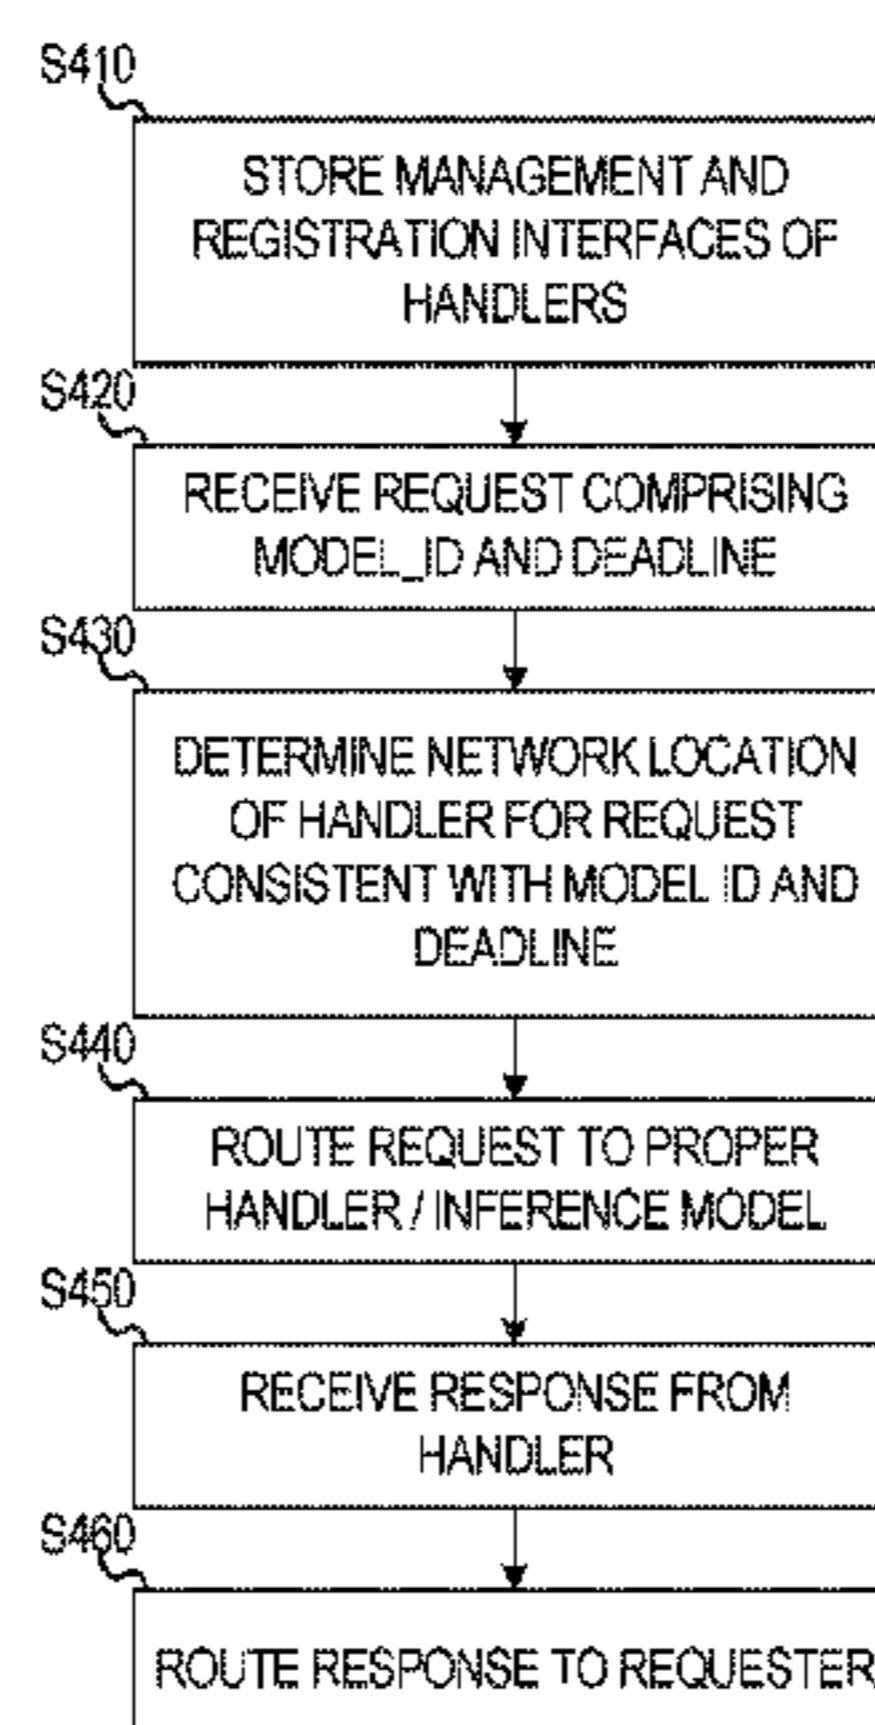 S410
STORE MANAGEMENT AND
REGISTRATION INTERFACES OF
HANDLERS
S420
RECEIVE REQUEST COMPRISING
MODEL_ID AND DEADLINE
S430
DETERMINE NETWORK LOCATION
OF HANDLER FOR REQUEST
CONSISTENT WITH MODEL ID AND
DEADLINE
S440
ROUTE REQUEST TO PROPER
HANDLER / INFERENCE MODEL
S450
RECEIVE RESPONSE FROM
HANDLER
S460
ROUTE RESPONSE TO REQUESTER